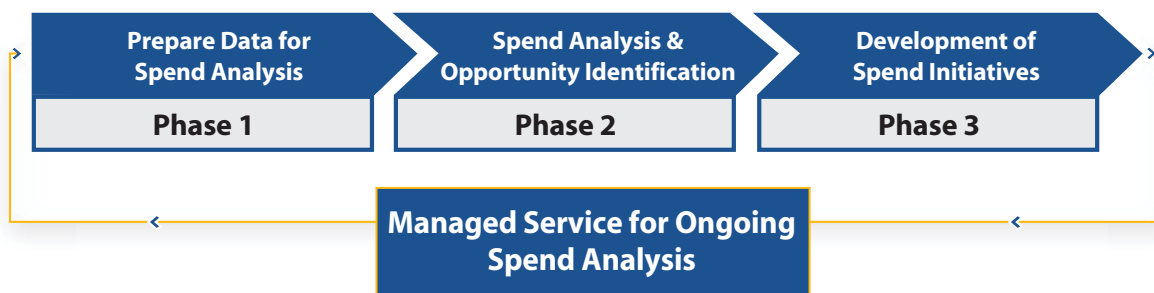 Prepare Data for
Spend Analysis
Phase 1
Spend Analysis &
Opportunity Identification
Phase 2
Development of
Spend Initiatives
Phase 3
Managed Service for Ongoing
Spend Analysis